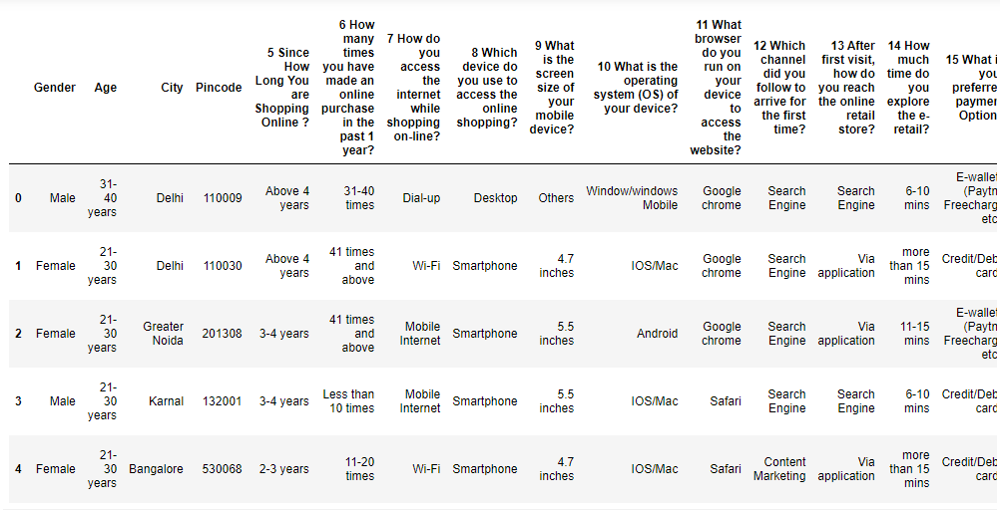 Gender
Age
City
Pincode
5 Since
How
Long You
are
Shopping
Online ?
6 How
many
times
you have
made an
online
purchase
in the
past 1
year?
7 How do
you
access
the
internet
while
shopping
on-line?
8 Which
device do
you use to
access the
online
shopping?
9 What
is the
screen
size of
your
mobile
device?
10 What is the
operating
system (OS) of
your device?
11 What
browser
do you
run on
your
device
to
access
the
website?
12 Which
channel
did you
follow to
arrive for
the first
time?
13 After
first visit,
how do
you reach
the online
retail
store?
14 How
much
time do
you
explore
the e-
retail?
15 What i
you
preferre
paymer
Option
0
Male
31-
40
years
Delhi
110009
Above 4
years
31-40
times
Dial-up
Desktop
Others
Window/windows
Mobile
Google
chrome
Search
Engine
Search
Engine
6-10
mins
E-wallet
(Paytn
Freecharg
etc
1
Female
21-
30
years
Delhi
110030
Above 4
years
41 times
and
above
Wi-Fi
Smartphone
4.7
inches
IOS/Mac
Google
chrome
Search
Engine
Via
application
more
than 15
mins
Credit/Deb
card
2
Female
21-
30
years
Greater
Noida
201308
3-4 years
41 times
and
above
Mobile
Internet
Smartphone
5.5
inches
Android
Google
chrome
Search
Engine
Via
application
11-15
mins
E-wallet
(Paytn
Freecharg
etc
3
Male
21-
30
years
Karnal
132001
3-4 years
Less than
10 times
Mobile
Internet
Smartphone
5.5
inches
IOS/Mac
Safari
Search
Engine
Search
Engine
6-10
mins
Credit/Deb
card
4
Female
21-
30
years
Bangalore
530068
2-3 years
11-20
times
Wi-Fi
Smartphone
4.7
inches
IOS/Mac
Safari
Content
Marketing
Via
application
more
than 15
mins
Credit/Deb
card